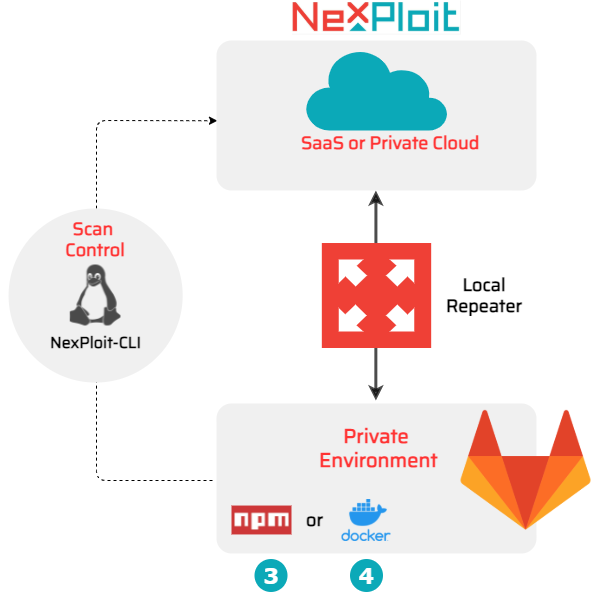 NeXPloit
SaaS or Private Cloud
Scan
Control
NexPloit-CLI
Local
Repeater
Private
Environment
npm or docker
3 4